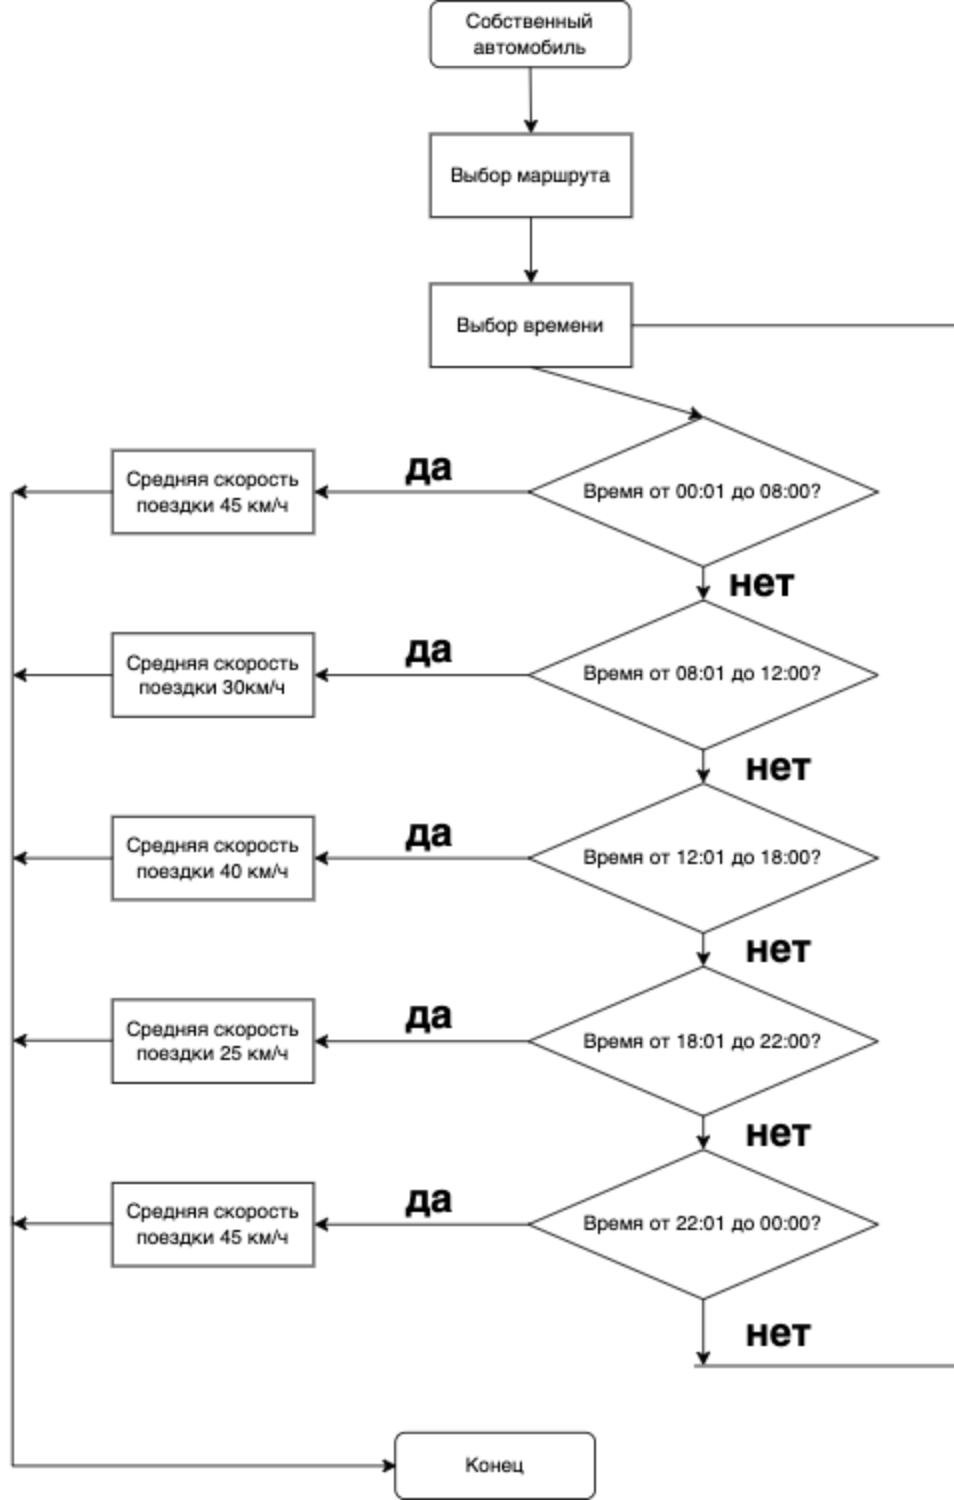 Собственный
автомобиль
Выбор маршрута
Выбор времени
Средняя скорость
поездки 45 км/ч
да
Время от 00:01 до 08:00?
нет
Средняя скорость
поездки 30км/ч
да
Время от 08:01 до 12:00?
нет
Средняя скорость
поездки 40 км/ч
да
Время от 12:01 до 18:00?
нет
Средняя скорость
поездки 25 км/ч
да
Время от 18:01 до 22:00?
нет
Средняя скорость
поездки 45 км/ч
да
Время от 22:01 до 00:00?
нет
Конец